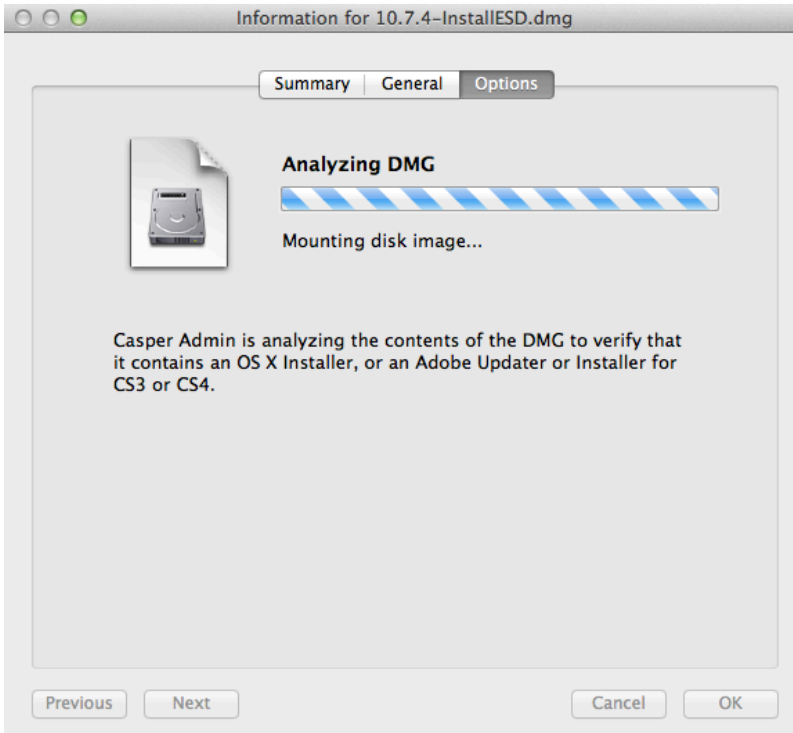 Information for 10.7.4-InstallESD.dmg
Summary General Options
Analyzing DMG
Mounting disk image...
Casper Admin is analyzing the contents of the DMG to verify that
it contains an OS X Installer, or an Adobe Updater or Installer for
CS3 or CS4.
Previous Next Cancel OK